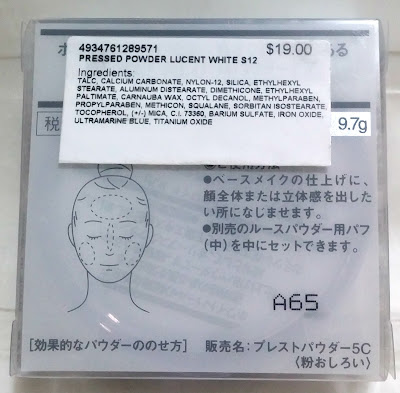 4934761289571 $19.00
PRESSED POWDER LUCENT WHITE S12
Ingredients:
TALC, CALCIUM CARBONATE, NYLON-12, SILICA, ETHYLHEXYL
STEARATE, ALUMINUM DISTEARATE, DIMETHICONE, ETHYLHEXYL
PALTIMATE, CARNAUBA WAX, OCTYL DECANOL, METHYLPARABEN,
PROPYLPARABEN, METHICON, SQUALANE, SORBITAN ISOSTEARATE,
TOCOPHEROL, (+/-) MICA, C.I. 73360, BARIUM SULFATE, IRON OXIDE,
ULTRAMARINE BLUE, TITANIUM OXIDE
税
9.7g
●ベースメイクの仕上げに、
顔全体または立体感を出した
い所になじませます。
●別売のルースパウダー用パフ
(中)を中にセットできます。
A65
[効果的なパウダーののせ方]
販売名:プレストパウダー5C
〈粉おしろい〉